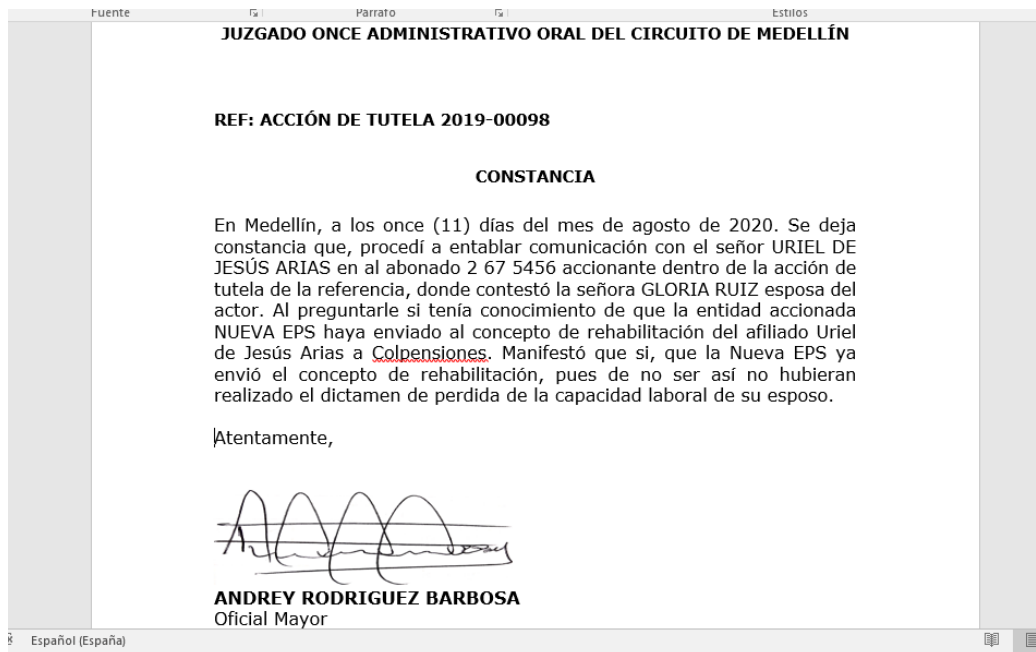 Fuente Párrafo Estilos
JUZGADO ONCE ADMINISTRATIVO ORAL DEL CIRCUITO DE MEDELLÍN
REF: ACCIÓN DE TUTELA 2019-00098
CONSTANCIA
En Medellín, a los once (11) días del mes de agosto de 2020. Se deja
constancia que, procedí a entablar comunicación con el señor URIEL DE
JESÚS ARIAS en al abonado 2 67 5456 accionante dentro de la acción de
tutela de la referencia, donde contestó la señora GLORIA RUIZ esposa del
actor. Al preguntarle si tenía conocimiento de que la entidad accionada
NUEVA EPS haya enviado al concepto de rehabilitación del afiliado Uriel
de Jesús Arias a Colpensiones. Manifestó que si, que la Nueva EPS ya
envió el concepto de rehabilitación, pues de no ser así no hubieran
realizado el dictamen de perdida de la capacidad laboral de su esposo.
Atentamente,
ANDREY RODRIGUEZ BARBOSA
Oficial Mayor
Español (España)